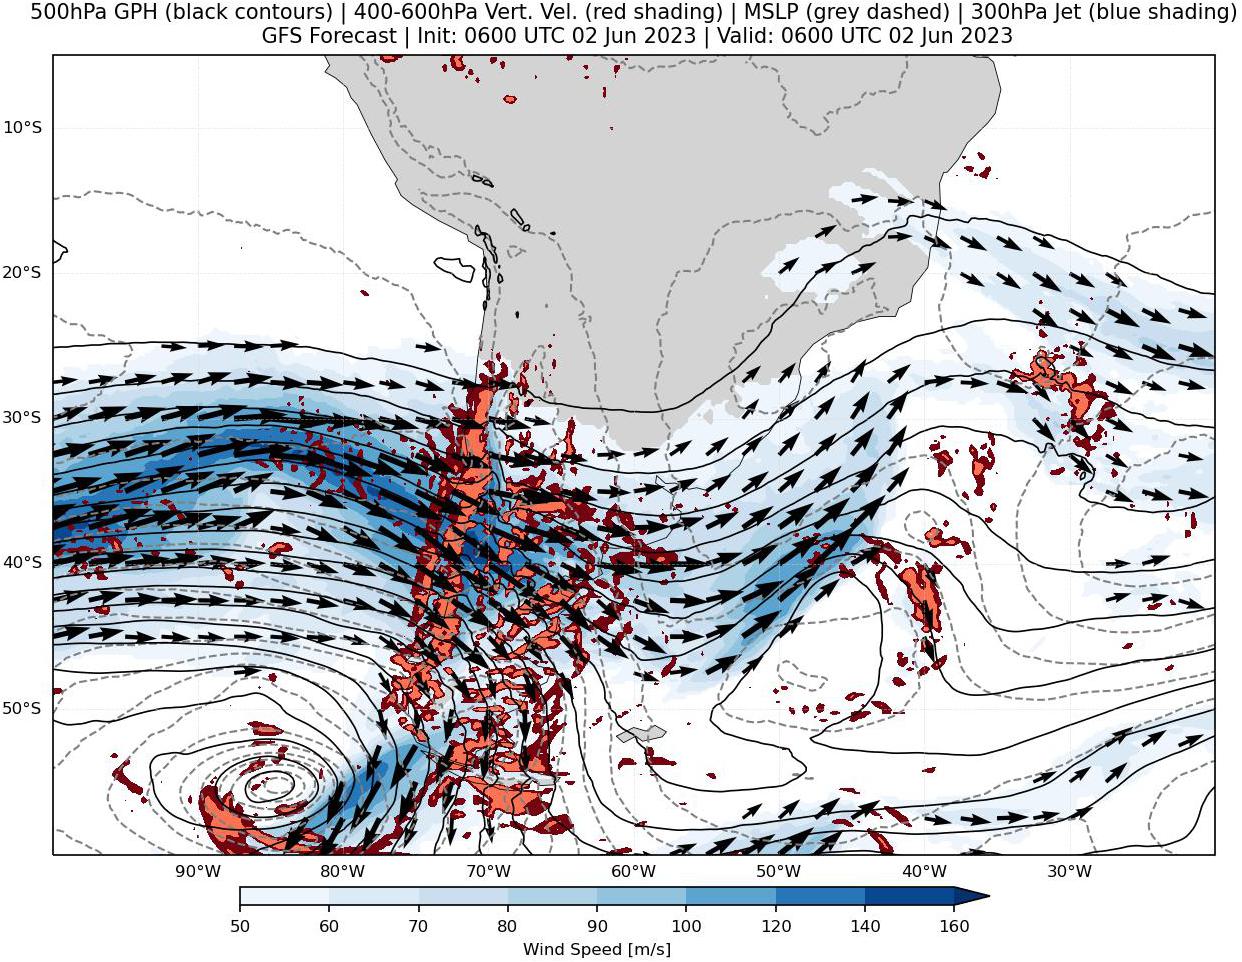 500hPa GPH (black contours) | 400-600hPa Vert. Vel. (red shading) | MSLP (grey dashed) | 300hPa Jet (blue shading)
GFS Forecast | Init: 0600 UTC 02 Jun 2023 | Valid: 0600 UTC 02 Jun 2023
10°S
20°S
30°S
40°S
50°S
90°W 80°W 70°W 60°W 50°W 40°W 30°W
50 60 70 80 90 100 120 140 160
Wind Speed [m/s]